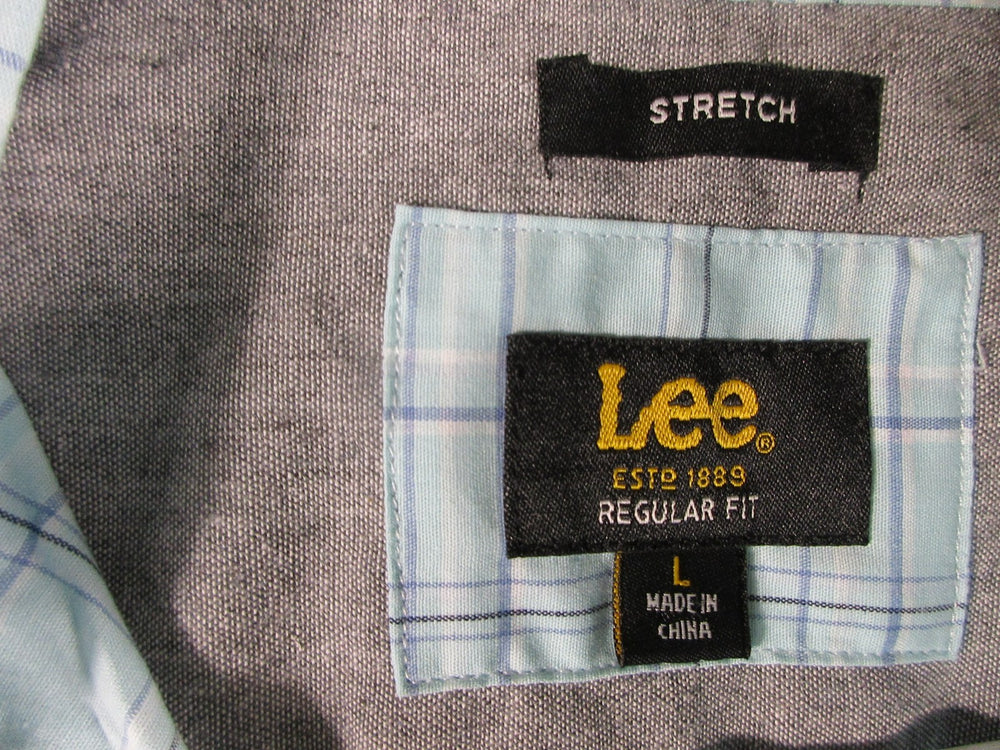 STRETCH
Lee®
ESTD 1889
REGULAR FIT
L
MADE IN
CHINA